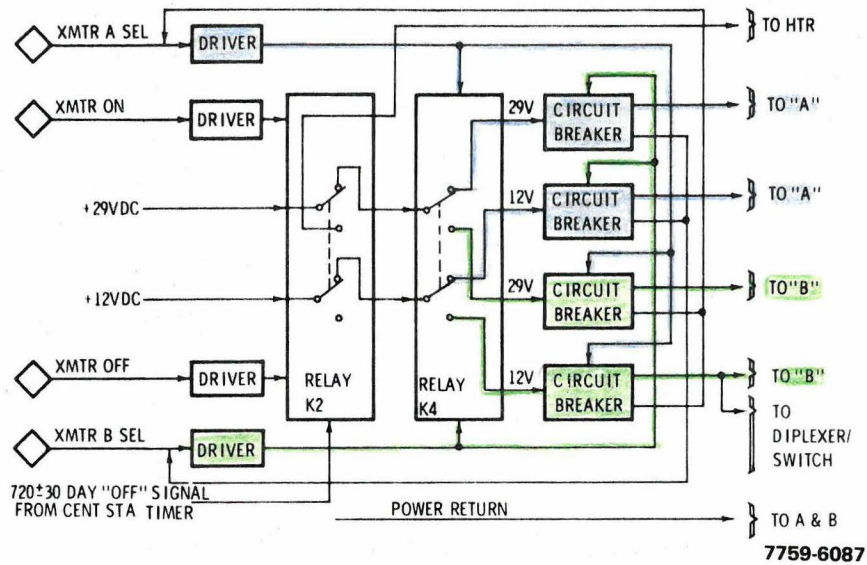 XMTR A SEL
DRIVER
TO HTR
XMTR ON
DRIVER
29V
CIRCUIT
BREAKER
TO "A"
+29VDC
12V
CIRCUIT
BREAKER
TO "A"
+12VDC
29V
CIRCUIT
BREAKER
TO "B"
XMTR OFF
DRIVER
RELAY
K2
RELAY
K4
12V
CIRCUIT
BREAKER
TO "B"
TO
DIPLEXER/
SWITCH
XMTR B SEL
DRIVER
720±30 DAY "OFF" SIGNAL
FROM CENT STA TIMER
POWER RETURN
TO A & B
7759-6087